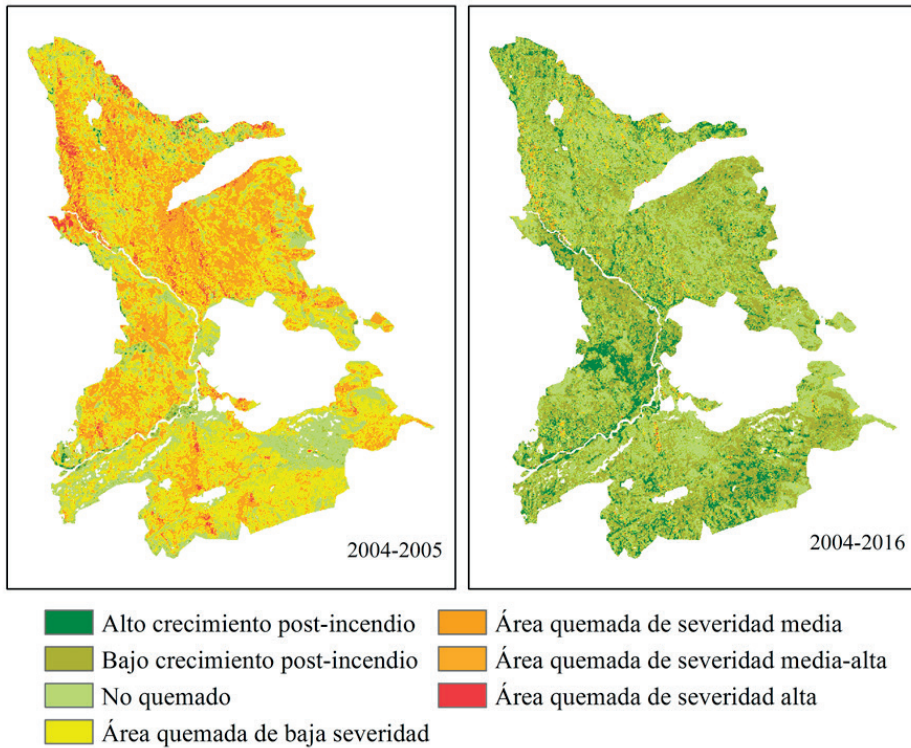 2004-2005
2004-2016
Alto crecimiento post-incendio
Bajo crecimiento post-incendio
No quemado
Área quemada de baja severidad
Área quemada de severidad media
Área quemada de severidad media-alta
Área quemada de severidad alta